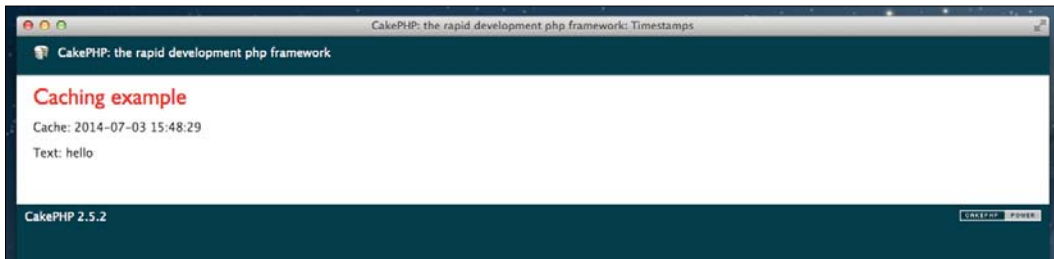 CakePHP: the rapid development php framework: Timestamps
CakePHP: the rapid development php framework
Caching example
Cache: 2014-07-03 15:48:29
Text: hello
CakePHP 2.5.2
CAKEPHP POWER